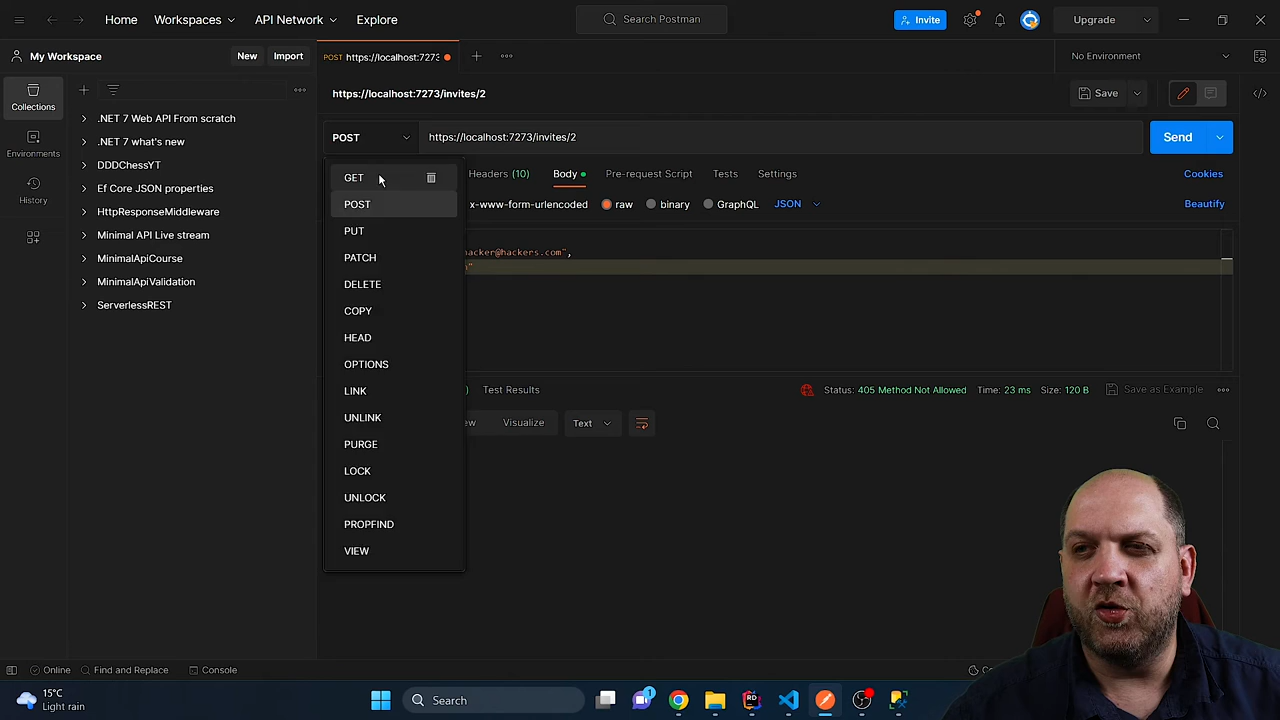 Home
Workspaces
API Network
Explore
Search Postman
Invite
Upgrade
My Workspace
New
Import
POST https://localhost:7273
No Environment
Collections
Environments
History
.NET 7 Web API From scratch
.NET 7 what's new
DDDChessYT
Ef Core JSON properties
HttpResponseMiddleware
Minimal API Live stream
MinimalApiCourse
MinimalApiValidation
ServerlessREST
https://localhost:7273/invites/2
Save
POST
https://localhost:7273/invites/2
Send
GET
POST
PUT
PATCH
DELETE
COPY
HEAD
OPTIONS
LINK
UNLINK
PURGE
LOCK
UNLOCK
PROPFIND
VIEW
Headers (10)
Body
Pre-request Script
Tests
Settings
Cookies
x-www-form-urlencoded
raw
binary
GraphQL
JSON
Beautify
hacker@hackers.com",
Test Results
Status: 405 Method Not Allowed
Time: 23 ms
Size: 120 B
Save as Example
Visualize
Text
Online
Find and Replace
Console
15°C
Light rain
Search
1